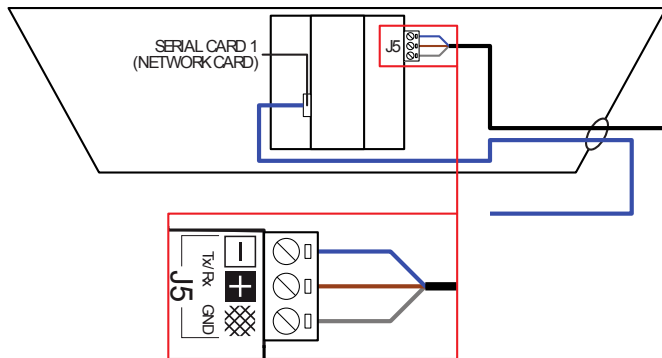 SERIAL CARD 1
(NETWORK CARD)
J5
J5
Tx/Rx
−
+
GND